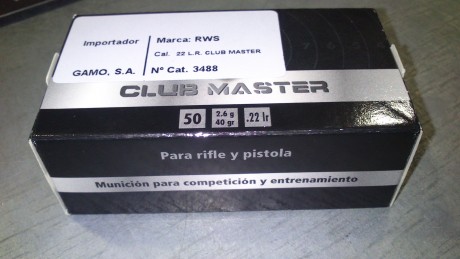 Importador
Marca: RWS
Cal. 22 L.R. CLUB MASTER
GAMO, S.A.
Nº Cat. 3488
CLUB MASTER
50
2.6 g
40 gr
.22 lr
Para rifle y pistola
Munición para competición y entrenamiento